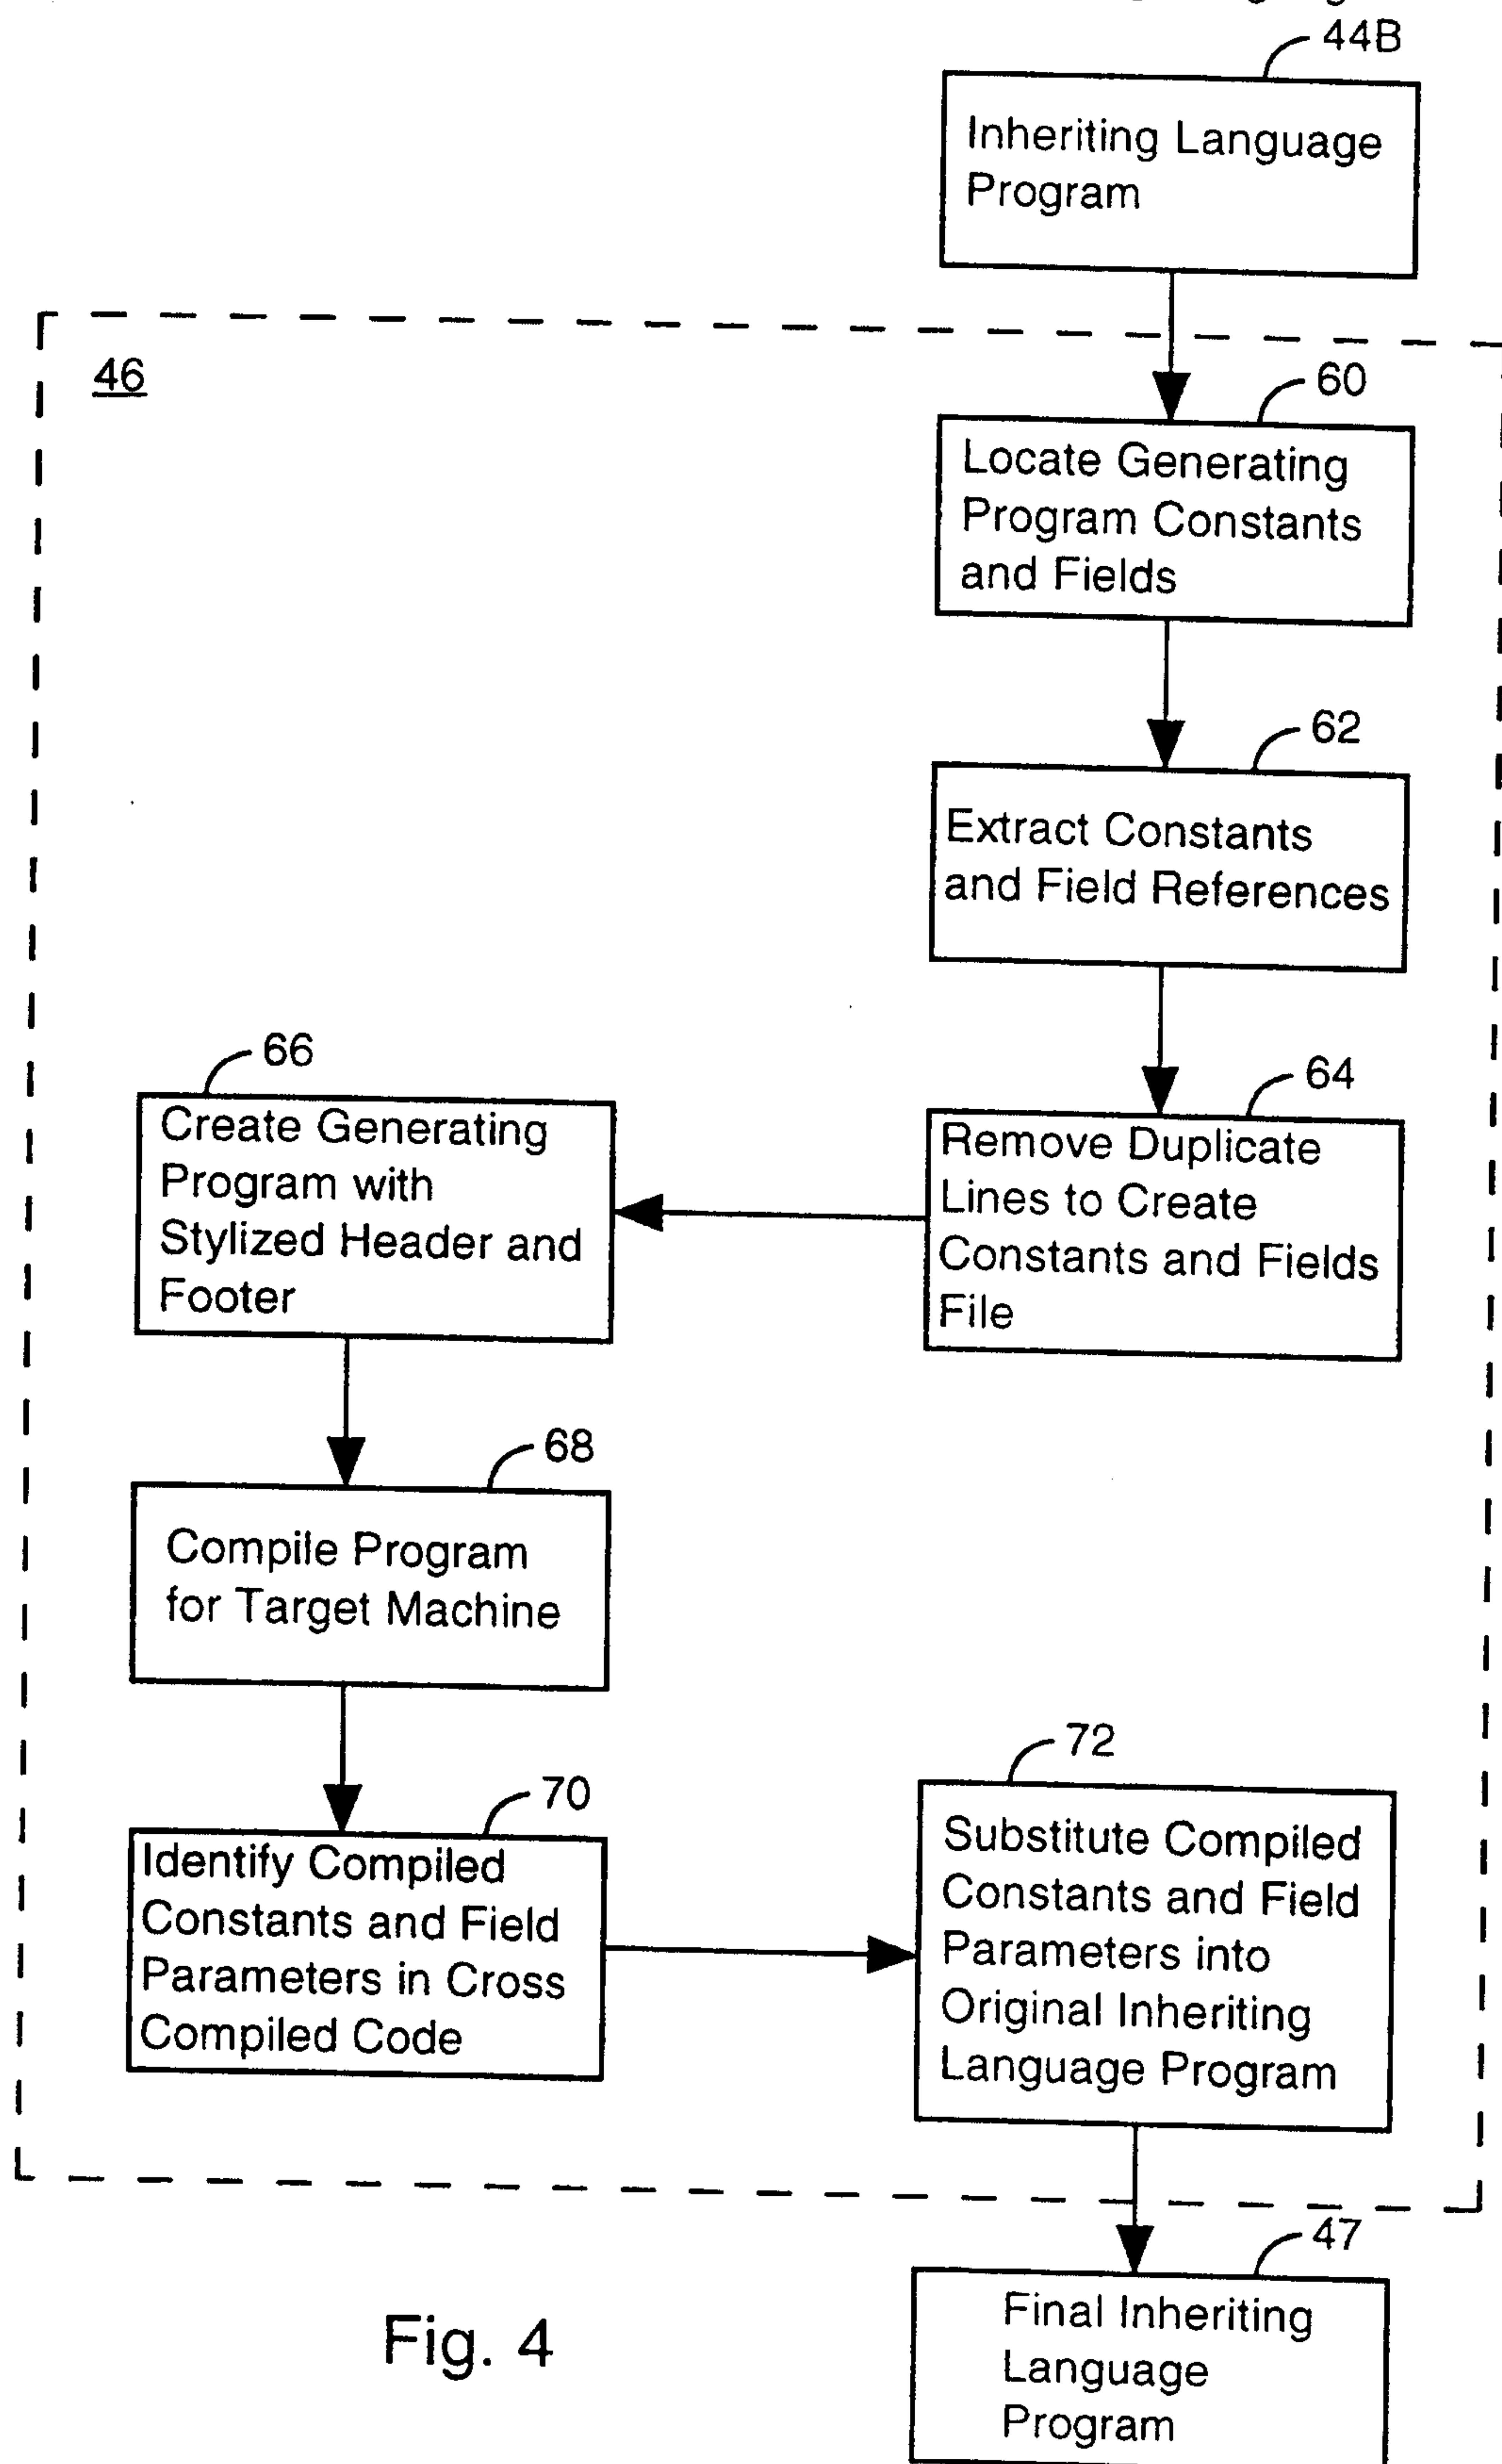 44B
Inheriting Language
Program
46
60
Locate Generating
Program Constants
and Fields
62
Extract Constants
and Field References
64
Remove Duplicate
Lines to Create
Constants and Fields
File
66
Create Generating
Program with
Stylized Header and
Footer
68
Compile Program
for Target Machine
70
Identify Compiled
Constants and Field
Parameters in Cross
Compiled Code
72
Substitute Compiled
Constants and Field
Parameters into
Original Inheriting
Language Program
47
Final Inheriting
Language
Program
Fig. 4